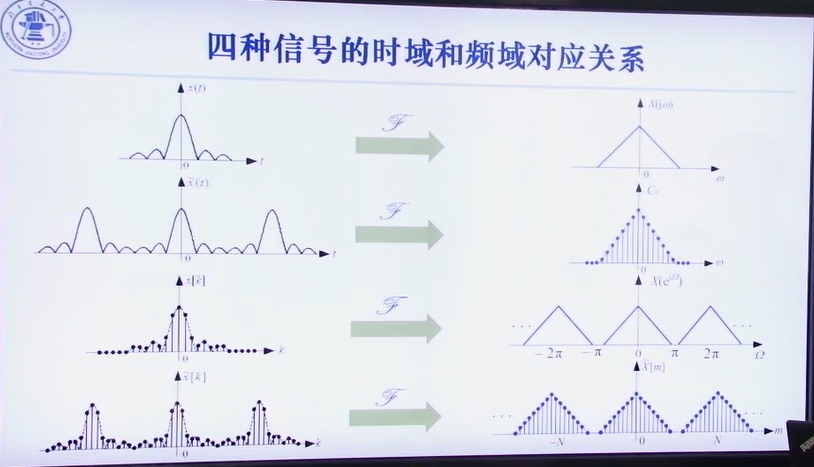 四种信号的时域和频域对应关系
x(t)
ℱ
X(jω)
0
t
0
ω
x̃(t)
ℱ
0
t
0
ω
x[k]
ℱ
X(e^{jΩ})
0
k
... ...
-2π -π 0 π 2π Ω
x̃[k]
ℱ
X̃[m]
0
k
... ...
-N 0 N m